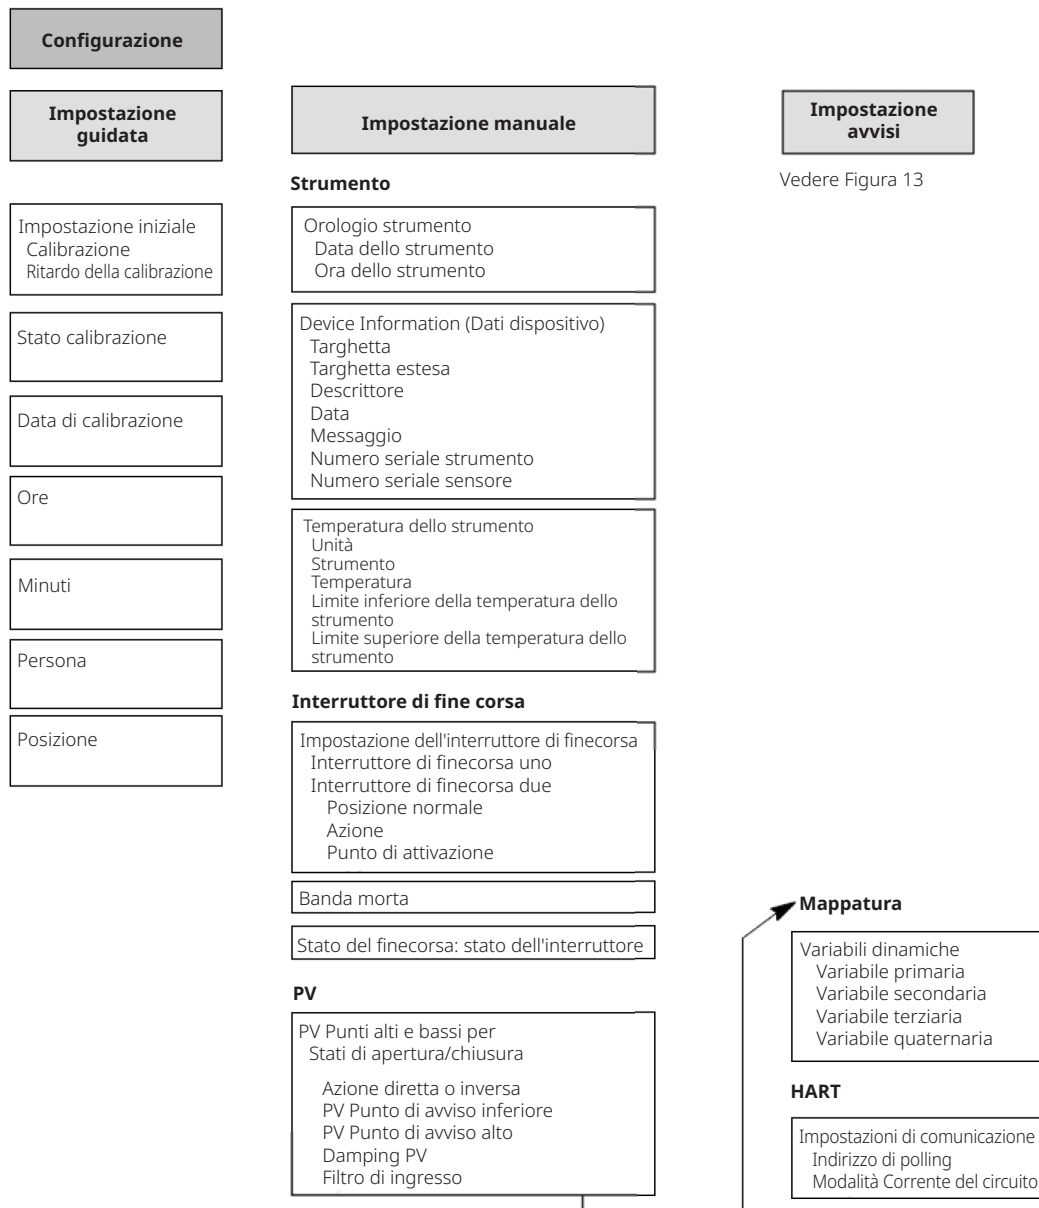 Configurazione
Impostazione
guidata
Impostazione iniziale
Calibrazione
Ritardo della calibrazione
Stato calibrazione
Data di calibrazione
Ore
Minuti
Persona
Posizione
Impostazione manuale
Strumento
Orologio strumento
Data dello strumento
Ora dello strumento
Device Information (Dati dispositivo)
Targhetta
Targhetta estesa
Descrittore
Data
Messaggio
Numero seriale strumento
Numero seriale sensore
Temperatura dello strumento
Unità
Strumento
Temperatura
Limite inferiore della temperatura dello
strumento
Limite superiore della temperatura dello
strumento
Interruttore di fine corsa
Impostazione dell'interruttore di finecorsa
Interruttore di finecorsa uno
Interruttore di finecorsa due
Posizione normale
Azione
Punto di attivazione
Banda morta
Stato del finecorsa: stato dell'interruttore
PV
PV Punti alti e bassi per
Stati di apertura/chiusura
Azione diretta o inversa
PV Punto di avviso inferiore
PV Punto di avviso alto
Damping PV
Filtro di ingresso
Impostazione
avvisi
Vedere Figura 13
Mappatura
Variabili dinamiche
Variabile primaria
Variabile secondaria
Variabile terziaria
Variabile quaternaria
HART
Impostazioni di comunicazione
Indirizzo di polling
Modalità Corrente del circuito